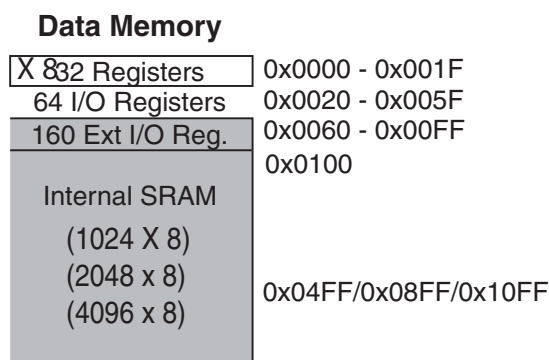 Data Memory
X 8
32 Registers 0x0000 - 0x001F
64 I/O Registers 0x0020 - 0x005F
160 Ext I/O Reg. 0x0060 - 0x00FF
0x0100
Internal SRAM
(1024 X 8)
(2048 x 8)
0x04FF/0x08FF/0x10FF
(4096 x 8)